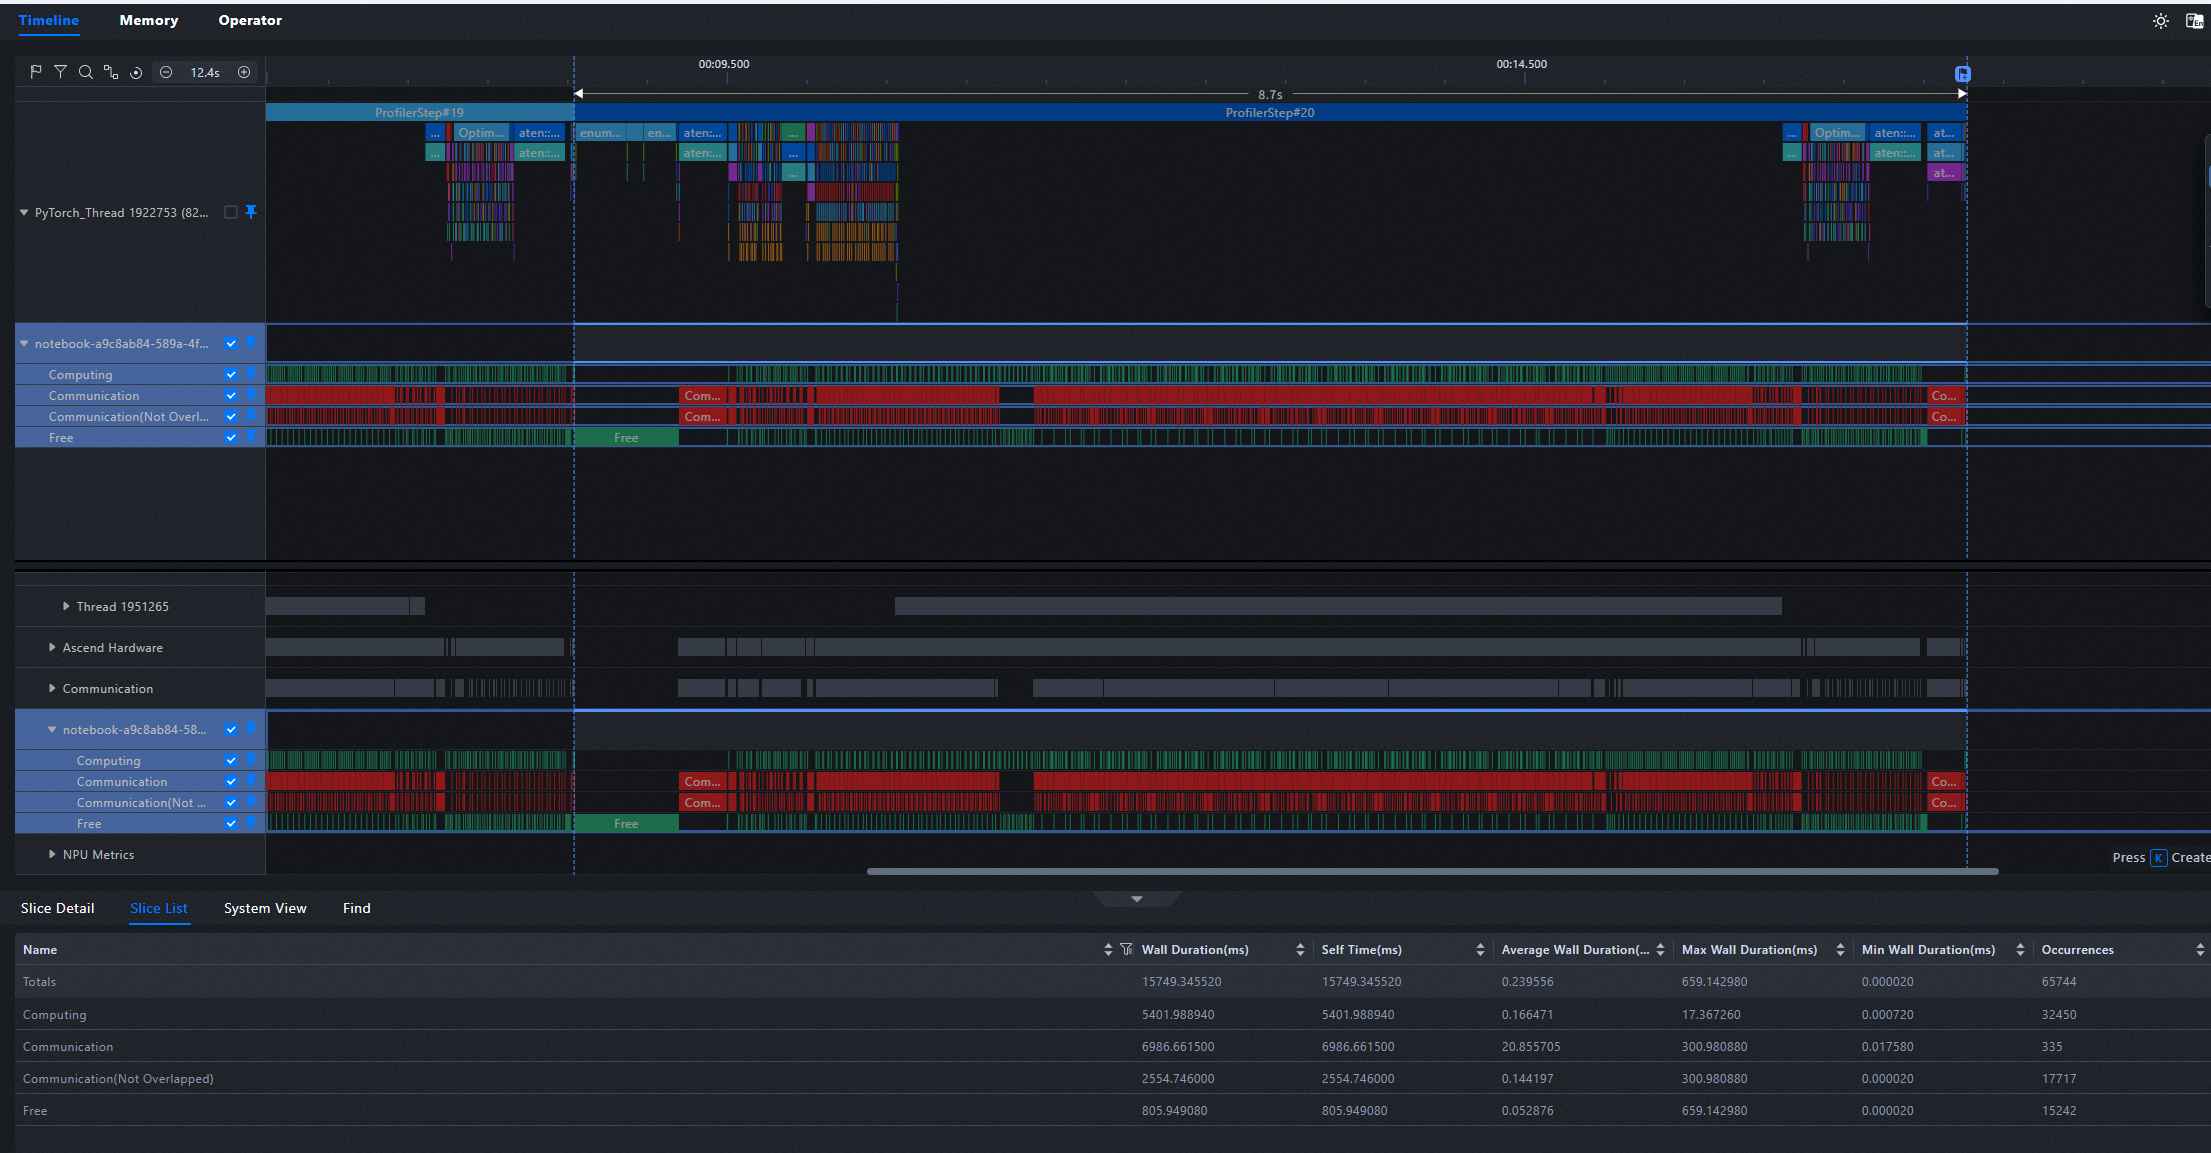 Timeline Memory Operator
12.4s
00:09.500 00:14.500
8.7s
ProfilerStep#19 ProfilerStep#20
... Optim... aten::... enum... en... aten:... ... ... Optim... aten::... at...
... aten::... aten:... ... ... aten::... at...
... at...
PyTorch_Thread 1922753 (82...
notebook-a9c8ab84-589a-4f...
Computing
Communication Com... Co...
Communication(Not Overl... Com... Co...
Free Free
Thread 1951265
Ascend Hardware
Communication
notebook-a9c8ab84-58...
Computing
Communication Com... Co...
Communication(Not ... Com... Co...
Free Free
NPU Metrics
Press K Create
Slice Detail Slice List System View Find
Name Wall Duration(ms) Self Time(ms) Average Wall Duration(... Max Wall Duration(ms) Min Wall Duration(ms) Occurrences
Totals 15749.345520 15749.345520 0.239556 659.142980 0.000020 65744
Computing 5401.988940 5401.988940 0.166471 17.367260 0.000720 32450
Communication 6986.661500 6986.661500 20.855705 300.980880 0.017580 335
Communication(Not Overlapped) 2554.746000 2554.746000 0.144197 300.980880 0.000020 17717
Free 805.949080 805.949080 0.052876 659.142980 0.000020 15242